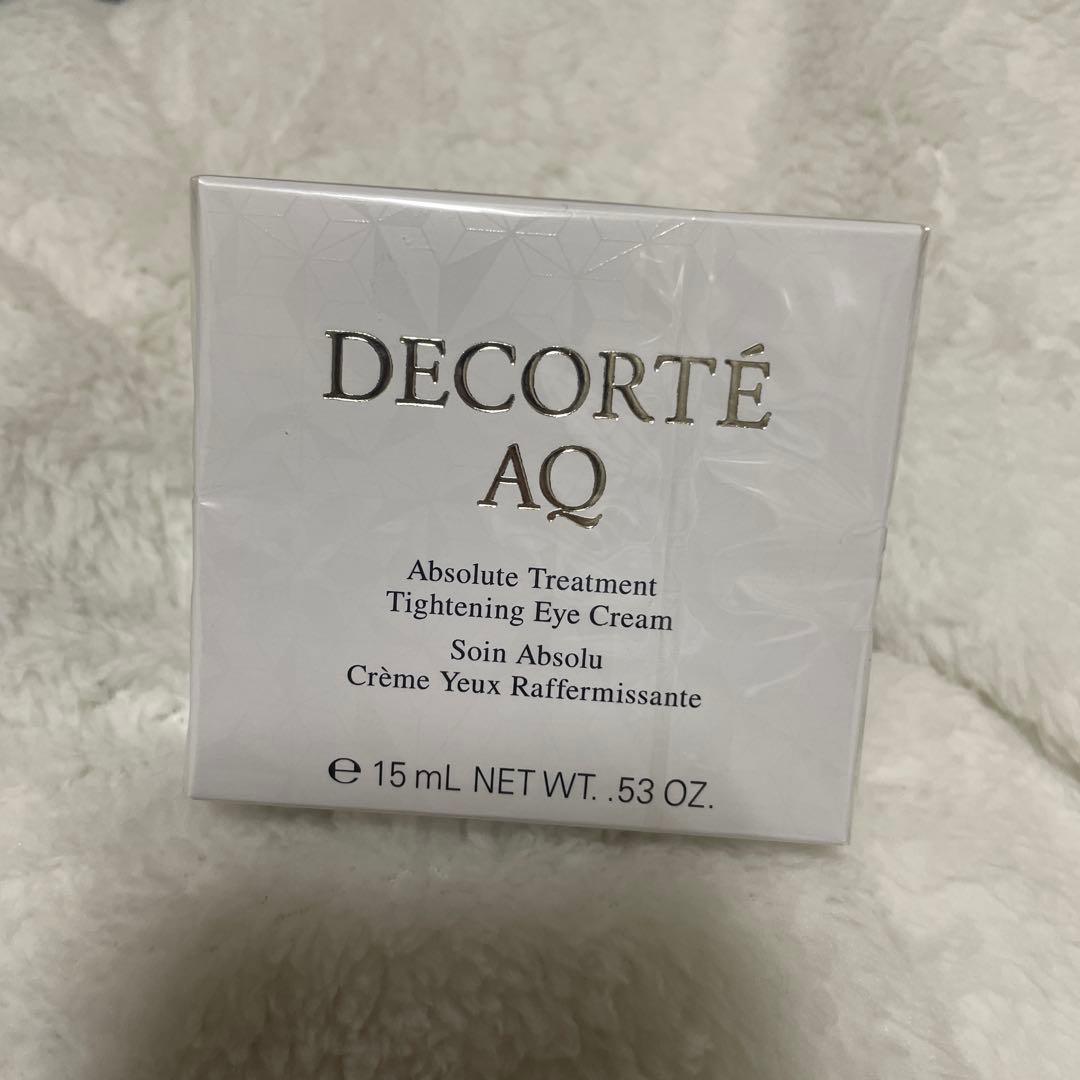 DECORTÉ
AQ
Absolute Treatment
Tightening Eye Cream
Soin Absolu
Crème Yeux Raffermissante
℮ 15 mL NET WT. .53 OZ.